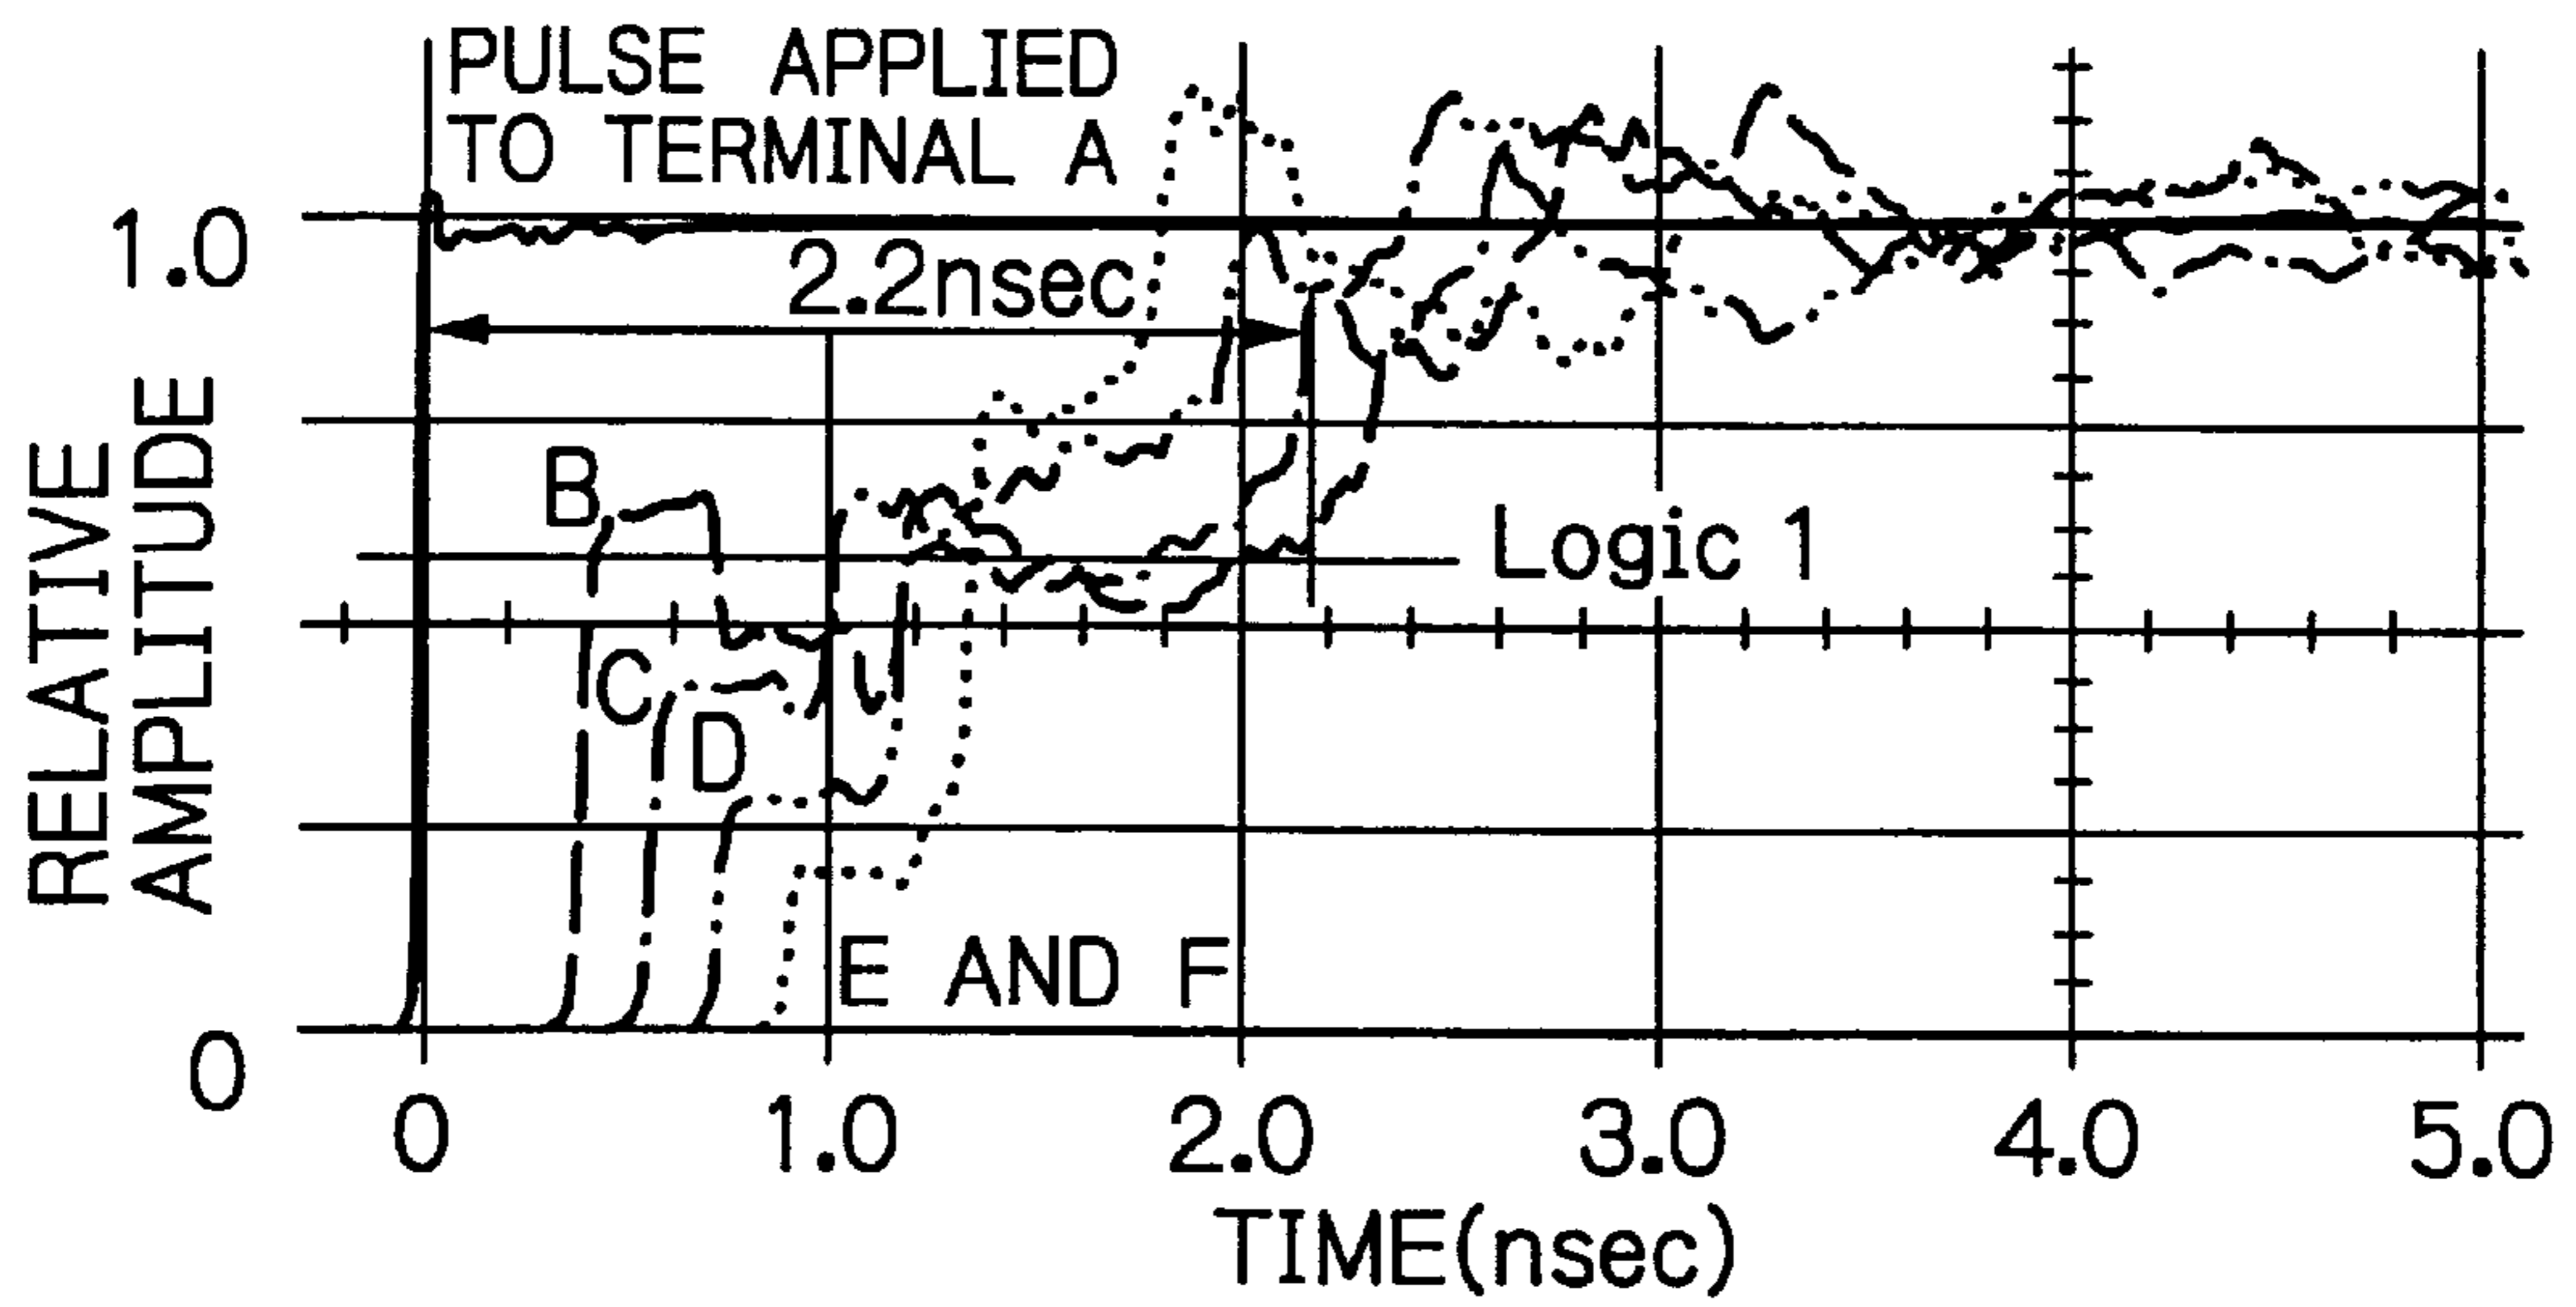 PULSE APPLIED
TO TERMINAL A
1.0
2.2nsec
RELATIVE
AMPLITUDE
B
Logic 1
C
D
E AND F
0
0 1.0 2.0 3.0 4.0 5.0
TIME(nsec)